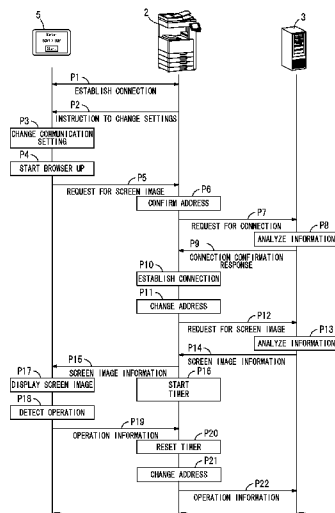 5
2
3
P1
ESTABLISH CONNECTION
P2
INSTRUCTION TO CHANGE SETTINGS
P3
CHANGE COMMUNICATION
SETTING
P4
START BROWSER UP
P5
REQUEST FOR SCREEN IMAGE
P6
CONFIRM ADDRESS
P7
REQUEST FOR CONNECTION
P8
ANALYZE INFORMATION
P9
CONNECTION CONFIRMATION
RESPONSE
P10
ESTABLISH CONNECTION
P11
CHANGE ADDRESS
P12
REQUEST FOR SCREEN IMAGE
P13
ANALYZE INFORMATION
P14
SCREEN IMAGE INFORMATION
P15
SCREEN IMAGE INFORMATION
P16
START
TIMER
P17
DISPLAY SCREEN IMAGE
P18
DETECT OPERATION
P19
OPERATION INFORMATION
P20
RESET TIMER
P21
CHANGE ADDRESS
P22
OPERATION INFORMATION